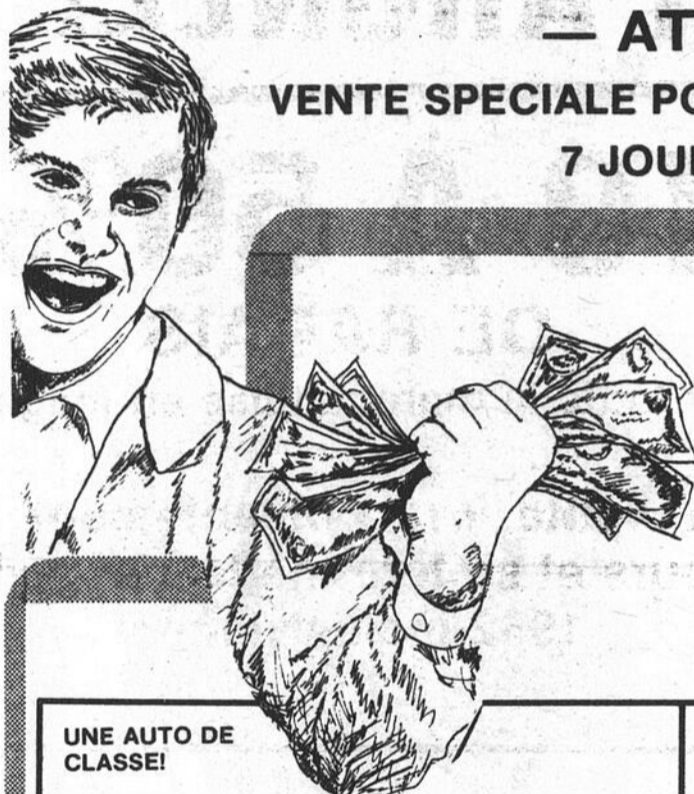 — AT
VENTE SPECIALE PO
7 JOU
UNE AUTO DE
CLASSE!